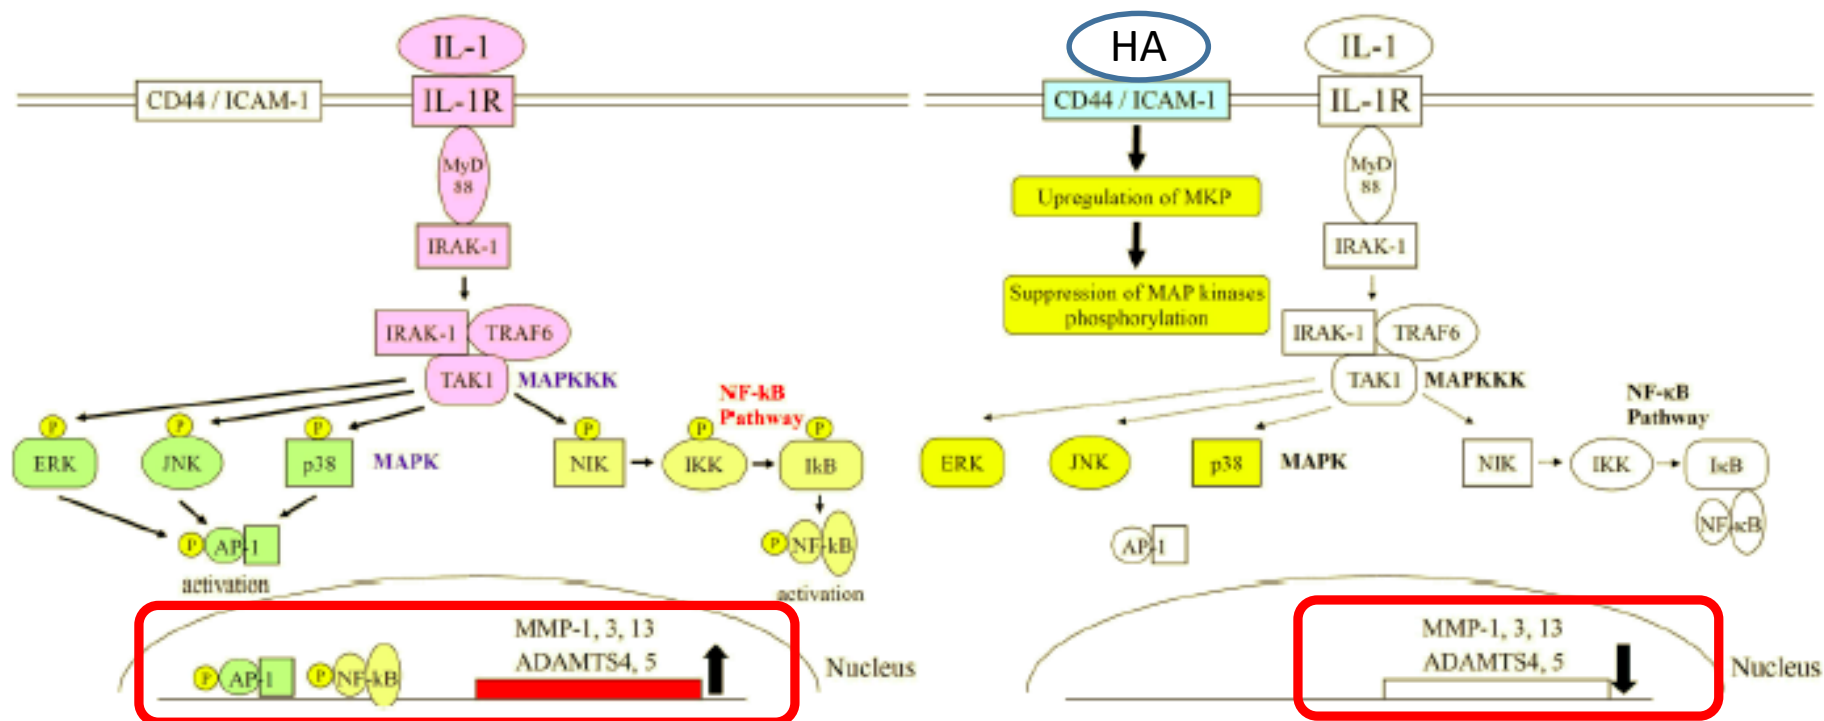 IL-1
CD44 / ICAM-1
IL-1R
MyD
88
IRAK-1
IRAK-1
TRAF6
TAK1
MAPKKK
NF-kB
Pathway
P
P
P
P
P
P
ERK
JNK
p38
MAPK
NIK
IKK
IkB
P
AP-1
activation
P
NF-kB
activation
MMP-1, 3, 13
ADAMTS4, 5
P
AP-1
P
NF-kB
Nucleus
HA
IL-1
CD44 / ICAM-1
IL-1R
Upregulation of MKP
MyD
88
IRAK-1
Suppression of MAP kinases
phosphorylation
IRAK-1
TRAF6
TAK1
MAPKKK
NF-κB
Pathway
ERK
JNK
p38
MAPK
NIK
IKK
IκB
NF-κB
AP-1
MMP-1, 3, 13
ADAMTS4, 5
Nucleus